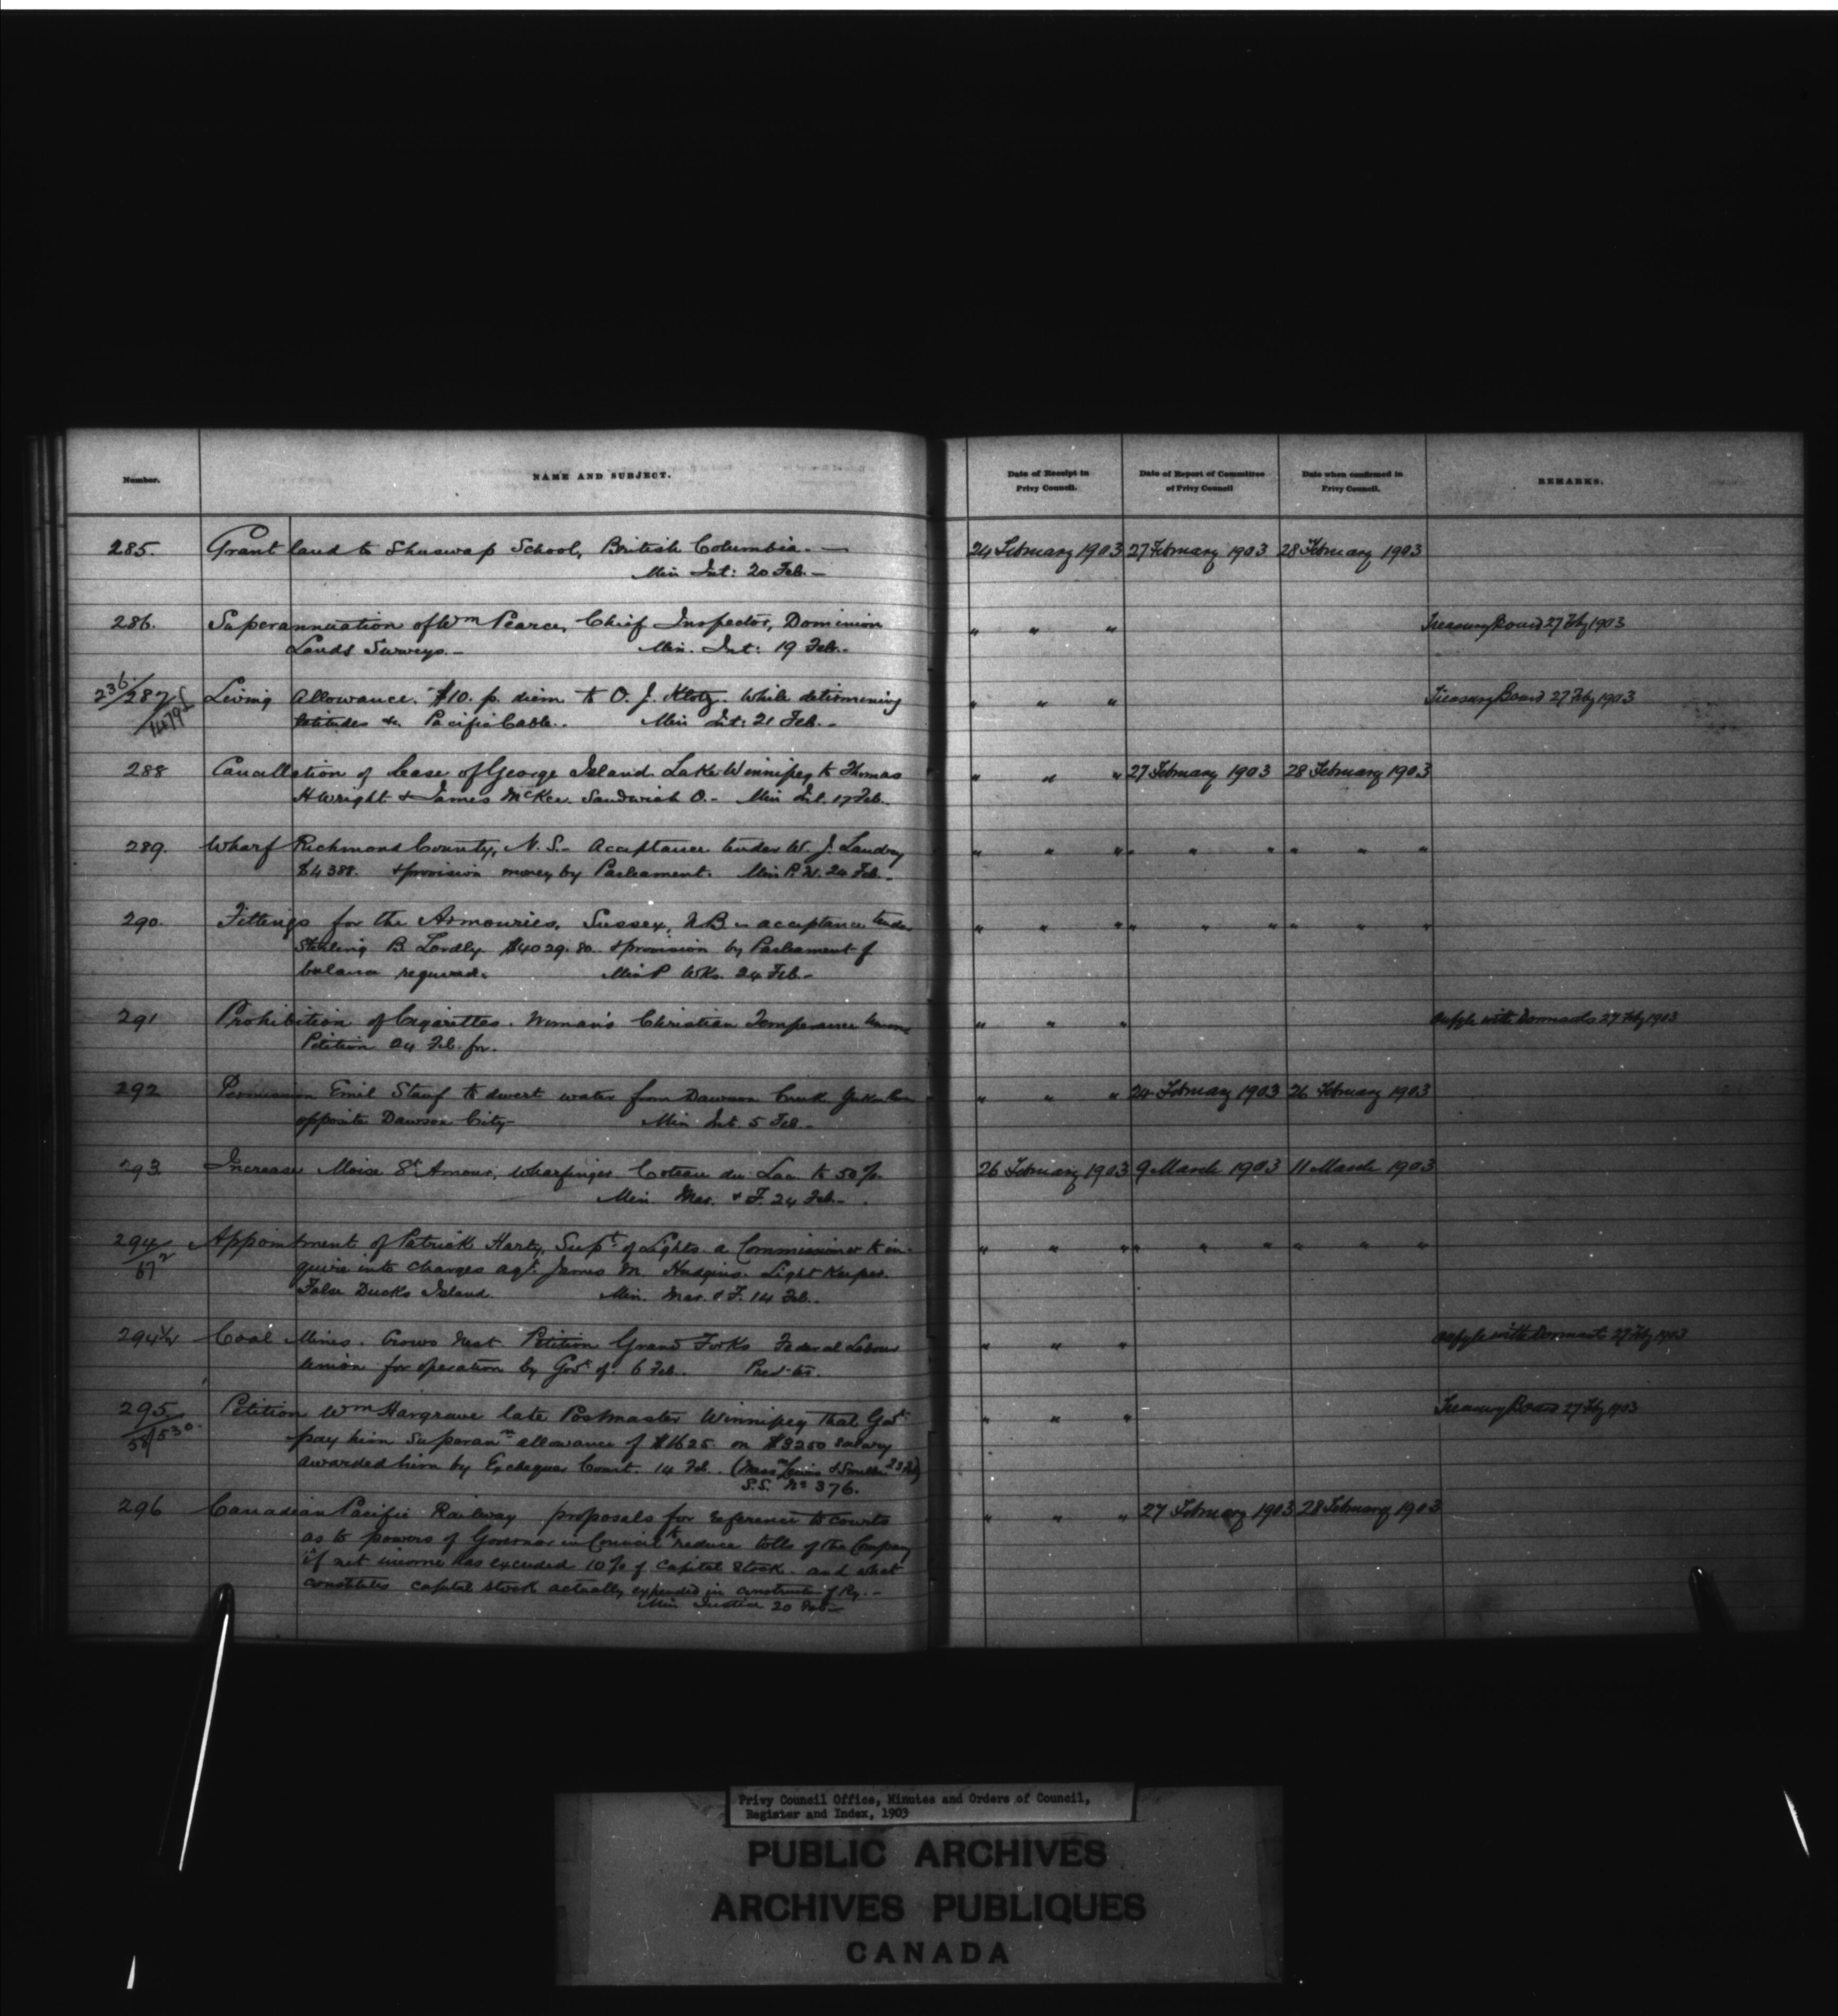 Number. NAME AND SUBJECT. Date of Receipt in Privy Council. Date of Report of Committee of Privy Council Date when confirmed in Privy Council. REMARKS.
285. Grant land to Shuswap School, British Columbia. — 24 February 1903 27 February 1903 28 February 1903
Min Int: 20 Feb. —
286. Superannuation of Wm Pearce, Chief Inspector, Dominion " " " Treasury Board 27 Feby 1903
Lands Surveys. — Min. Int: 19 Feb. -
236/287 Living Allowance. $10. p. diem to O. J. Klotz. While determining " " " Treasury Board 27 Feby 1903
1479 latitudes &c Pacific Cable. . Min Int: 21 Feb. -
288 Cancellation of lease of George Island. Lake Winnipeg to Thomas " " " 27 February 1903 28 February 1903
H Wright & James McKee. Sandwich O. - Min Int. 17 Feb.
289. Wharf Richmond County, N. S. - Acceptance tender W. J. Landry " " " " " " " " "
$4388. & provision money by Parliament. Min P. W. 24 Feb. -
290. Fittings for the Armouries, Sussex, N B - acceptance tender " " " " " " " " "
Sterling B Lordly $4029.80. & provision by Parliament of
balance required. Min P Wks. 24 Feb. -
291 Prohibition of Cigarettes. Woman's Christian Temperance Union " " " with Dormants 27 Feby 1903
Petition 24 Feb. for.
292 Permission Emil Stauf to divert water from Dawson Creek " " " 24 February 1903 26 February 1903
opposite Dawson City - Min Int. 5 Feb. -
293 Increase Moise St Amour, Wharfinger Coteau du Lac to 50 %. 26 February 1903 9 March 1903 11 March 1903
Min Mar. & F. 24 Feb. -
294 Appointment of Patrick Harty, Supt of Lights. a Commissioner to in- " " " " " " " " "
67 2 quire into charges agt. James M. Hudgins. Light Keeper.
False Ducks Island. Min. Mar. & F. 14 Feb. .
294½ Coal Mines. Crows Nest Petition Grand Forks Federal Labour " " " with Dormants 27 Feby 1903
Union for operation by Govt of. 6 Feb. .
295 Petition Wm Hargrave late Postmaster Winnipeg that Govt " " " Treasury Board 27 Feby 1903
58/530. pay him Superann allowance of $1625 on $3250 salary
awarded him by Exchequer Court. 14 Feb. . (Messrs Lewis & Smellie 23 Feb)
S.S. No 376.
296 Canadian Pacific Railway proposals for reference to courts " " " 27 February 1903 28 February 1903
as to powers of Governor in Council to reduce tolls of the Company
if net income has exceeded 10 % of Capital Stock. and what
constitutes capital stock actually expended in construction of Ry. -
Min Justice 20 Feb —
Privy Council Office, Minutes and Orders of Council,
Register and Index, 1903
PUBLIC ARCHIVES
ARCHIVES PUBLIQUES
CANADA